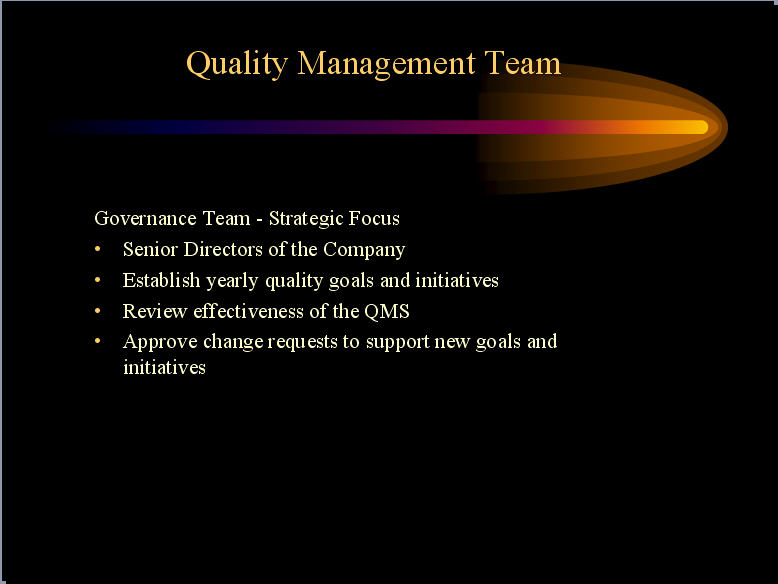 Quality Management Team
Governance Team - Strategic Focus
• Senior Directors of the Company
• Establish yearly quality goals and initiatives
• Review effectiveness of the QMS
• Approve change requests to support new goals and
initiatives